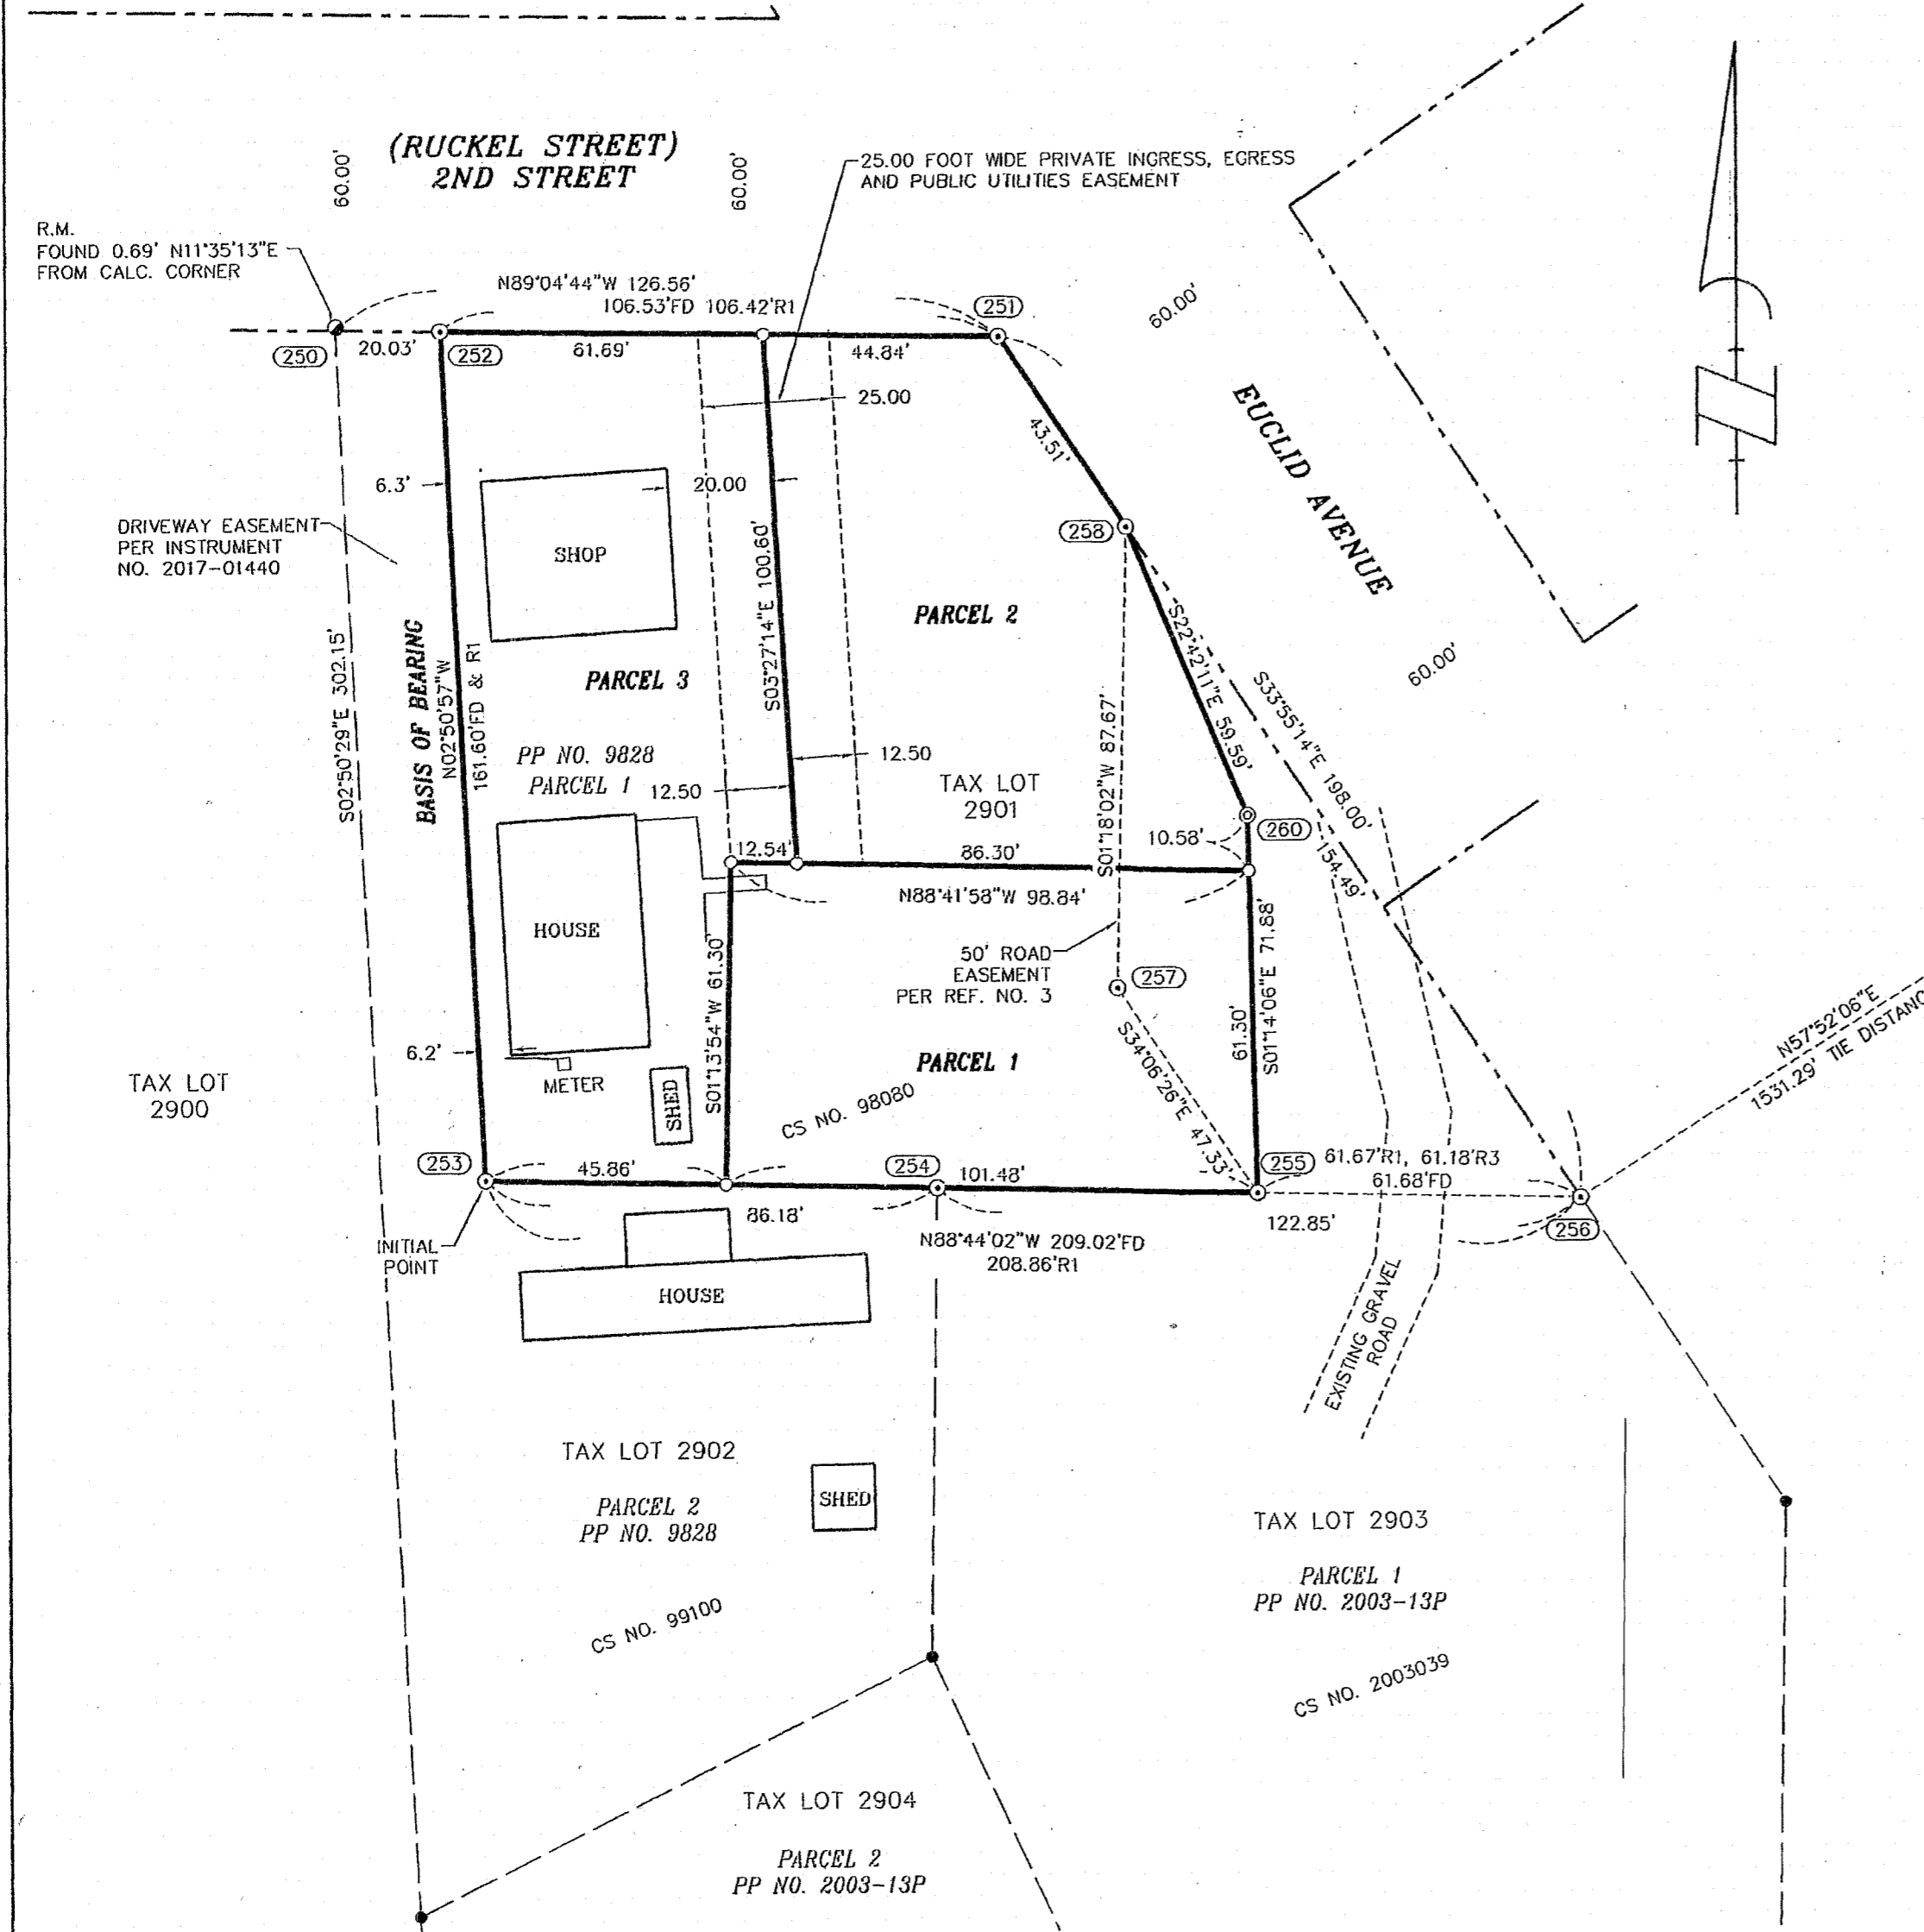 (RUCKEL STREET)
2ND STREET
60.00'
60.00'
25.00 FOOT WIDE PRIVATE INGRESS, EGRESS
AND PUBLIC UTILITIES EASEMENT
R.M.
FOUND 0.69' N11°35'13"E
FROM CALC. CORNER
N89°04'44"W 126.56'
106.53'FD 106.42'R1
251
60.00'
250
20.03'
252
61.69'
44.84'
25.00
EUCLID AVENUE
43.51'
6.3'
20.00
DRIVEWAY EASEMENT
PER INSTRUMENT
NO. 2017-01440
SHOP
258
S03°27'14"E 100.60'
PARCEL 2
S22°42'11"E 59.59'
60.00'
S33°55'14"E 198.00'
S02°50'29"E 302.15'
BASIS OF BEARING
N02°50'57"W
161.60'FD & R1
PARCEL 3
PP NO. 9828
PARCEL 1
12.50
12.50
TAX LOT
2901
S01°18'02"W 87.67'
10.58'
260
154.49'
12.54'
86.30'
N88°41'58"W 98.84'
HOUSE
50' ROAD
EASEMENT
PER REF. NO. 3
257
S01°13'54"W 61.30'
61.30'
S01°14'06"E 71.88'
N57°52'06"E
1531.29' TIE DISTANC
6.2'
S34°06'26"E 47.33'
PARCEL 1
TAX LOT
2900
METER
SHED
CS NO. 98080
253
45.86'
254
101.48'
255
61.67'R1, 61.18'R3
61.68'FD
86.18'
122.85'
256
INITIAL
POINT
N88°44'02"W 209.02'FD
208.86'R1
HOUSE
EXISTING GRAVEL
ROAD
TAX LOT 2902
PARCEL 2
PP NO. 9828
SHED
TAX LOT 2903
PARCEL 1
PP NO. 2003-13P
CS NO. 99100
CS NO. 2003039
TAX LOT 2904
PARCEL 2
PP NO. 2003-13P